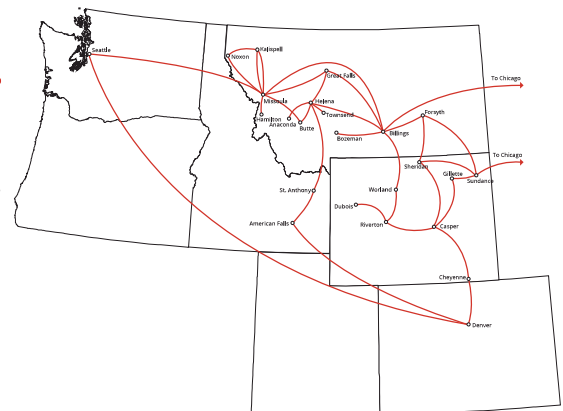 Seattle
Noxon
Kalispell
Great Falls
To Chicago
Missoula
Helena
Hamilton
Anaconda
Townsend
Butte
Bozeman
Billings
Forsyth
To Chicago
Sheridan
Gillette
Sundance
St. Anthony
Worland
Dubois
American Falls
Riverton
Casper
Cheyenne
Denver